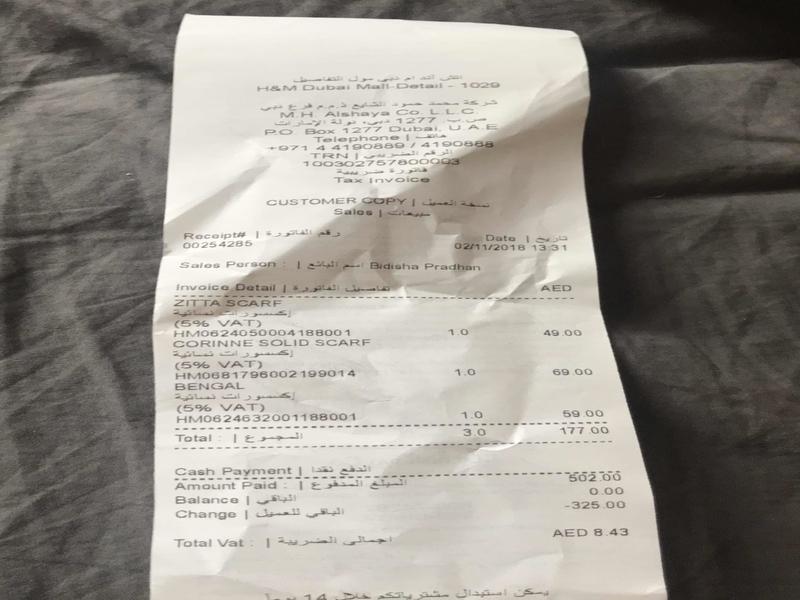 اتش اند ام دبي مول التفاصيل
H&M Dubai Mall-Detail - 1029
شركة محمد حمود الشايع ذ.م.م فرع دبي
M.H. Alshaya Co. L.L.C.
ص.ب. 1277 دبي، دولة الإمارات
P.O. Box 1277 Dubai, U.A.E
Telephone | هاتف
+971 4 4190889 / 4190888
TRN | الرقم الضريبي
100302757800003
فاتورة ضريبية
Tax Invoice
CUSTOMER COPY | نسخة العميل
Sales | مبيعات
Receipt# | رقم الفاتورة Date | تاريخ
00254285 02/11/2018 13:31
Sales Person : | اسم البائع Bidisha Pradhan
Invoice Detail | تفاصيل الفاتورة AED
ZITTA SCARF
إكسسورات نسائية
(5% VAT)
HM0624050004188001 1.0 49.00
CORINNE SOLID SCARF
إكسسورات نسائية
(5% VAT)
HM0681796002199014 1.0 69.00
BENGAL
إكسسورات نسائية
(5% VAT)
HM0624632001188001 1.0 59.00
Total : | المجموع 3.0 177.00
Cash Payment | الدفع نقدا
Amount Paid : | المبلغ المدفوع 502.00
Balance | الباقي 0.00
Change | الباقي للعميل -325.00
Total Vat : | اجمالي الضريبة AED 8.43
يمكن استبدال مشترياتكم خلال 14 يوما